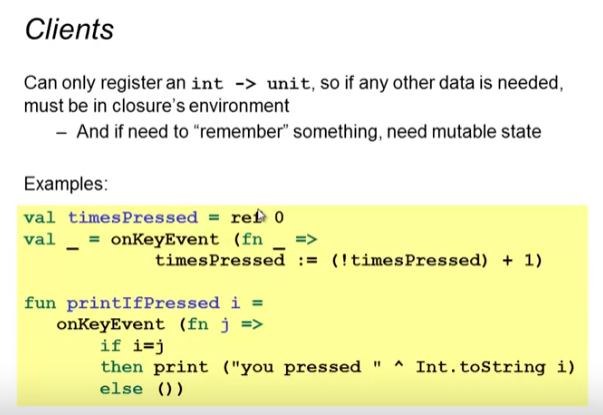 Clients
Can only register an int -> unit, so if any other data is needed,
must be in closure's environment
– And if need to “remember” something, need mutable state
Examples:
val timesPressed = ref 0
val _ = onKeyEvent (fn _ =>
timesPressed := (!timesPressed) + 1)
fun printIfPressed i =
onKeyEvent (fn j =>
if i=j
then print ("you pressed " ^ Int.toString i)
else ())